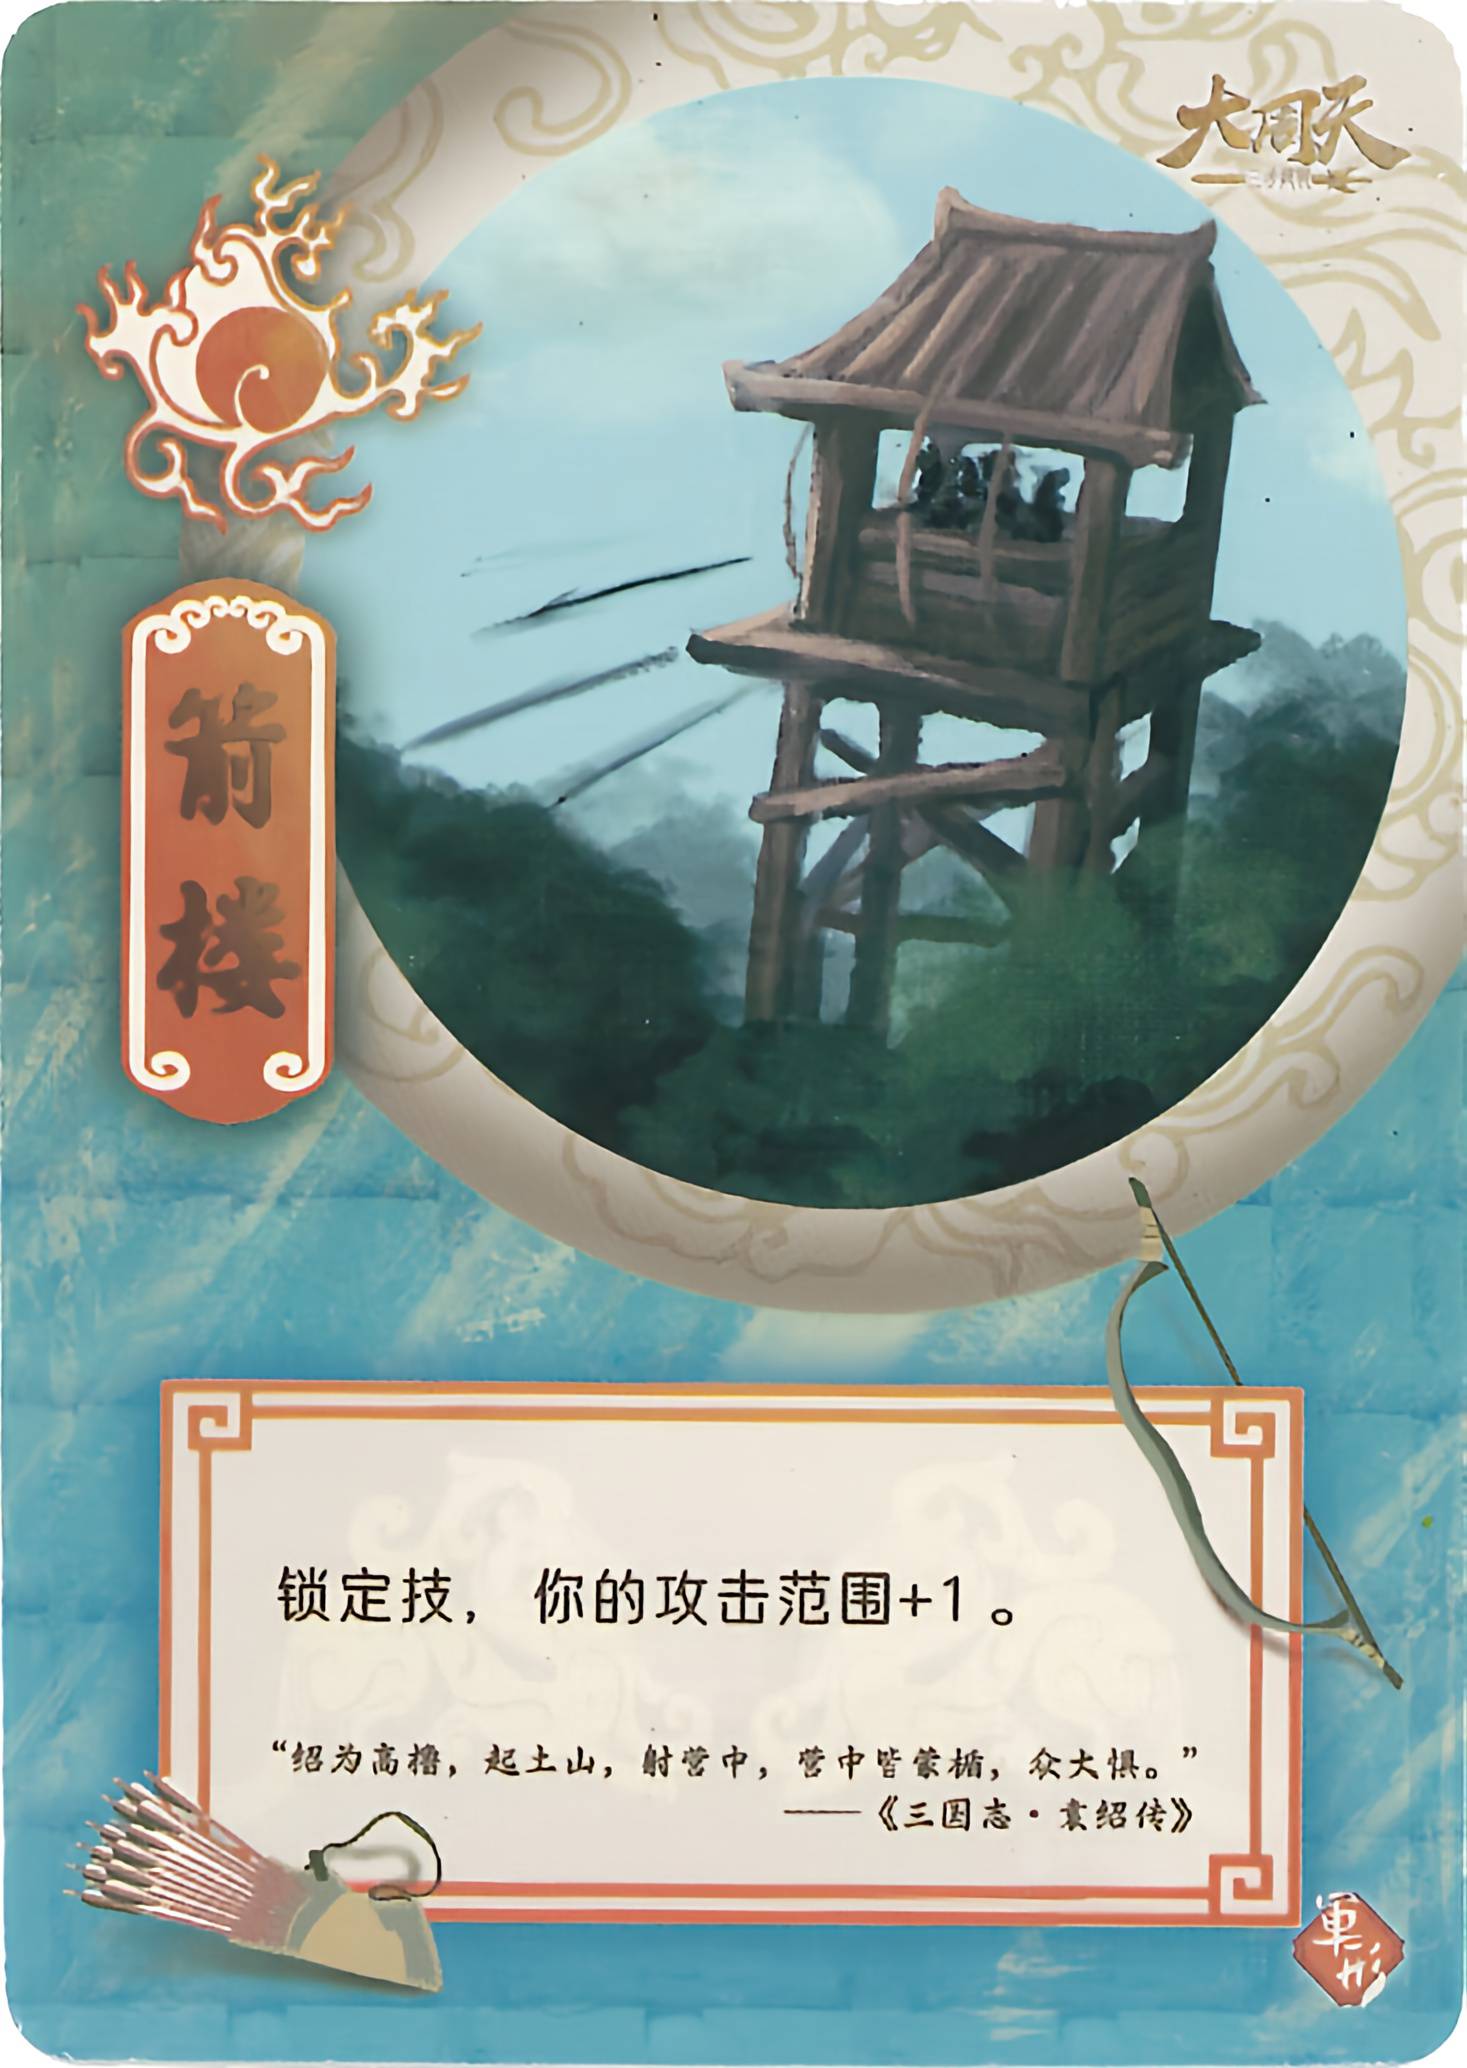 大周天
箭楼
锁定技，你的攻击范围+1。
“绍为高橹，起土山，射营中，营中皆蒙楯，众大惧。”
——《三国志·袁绍传》
軍形